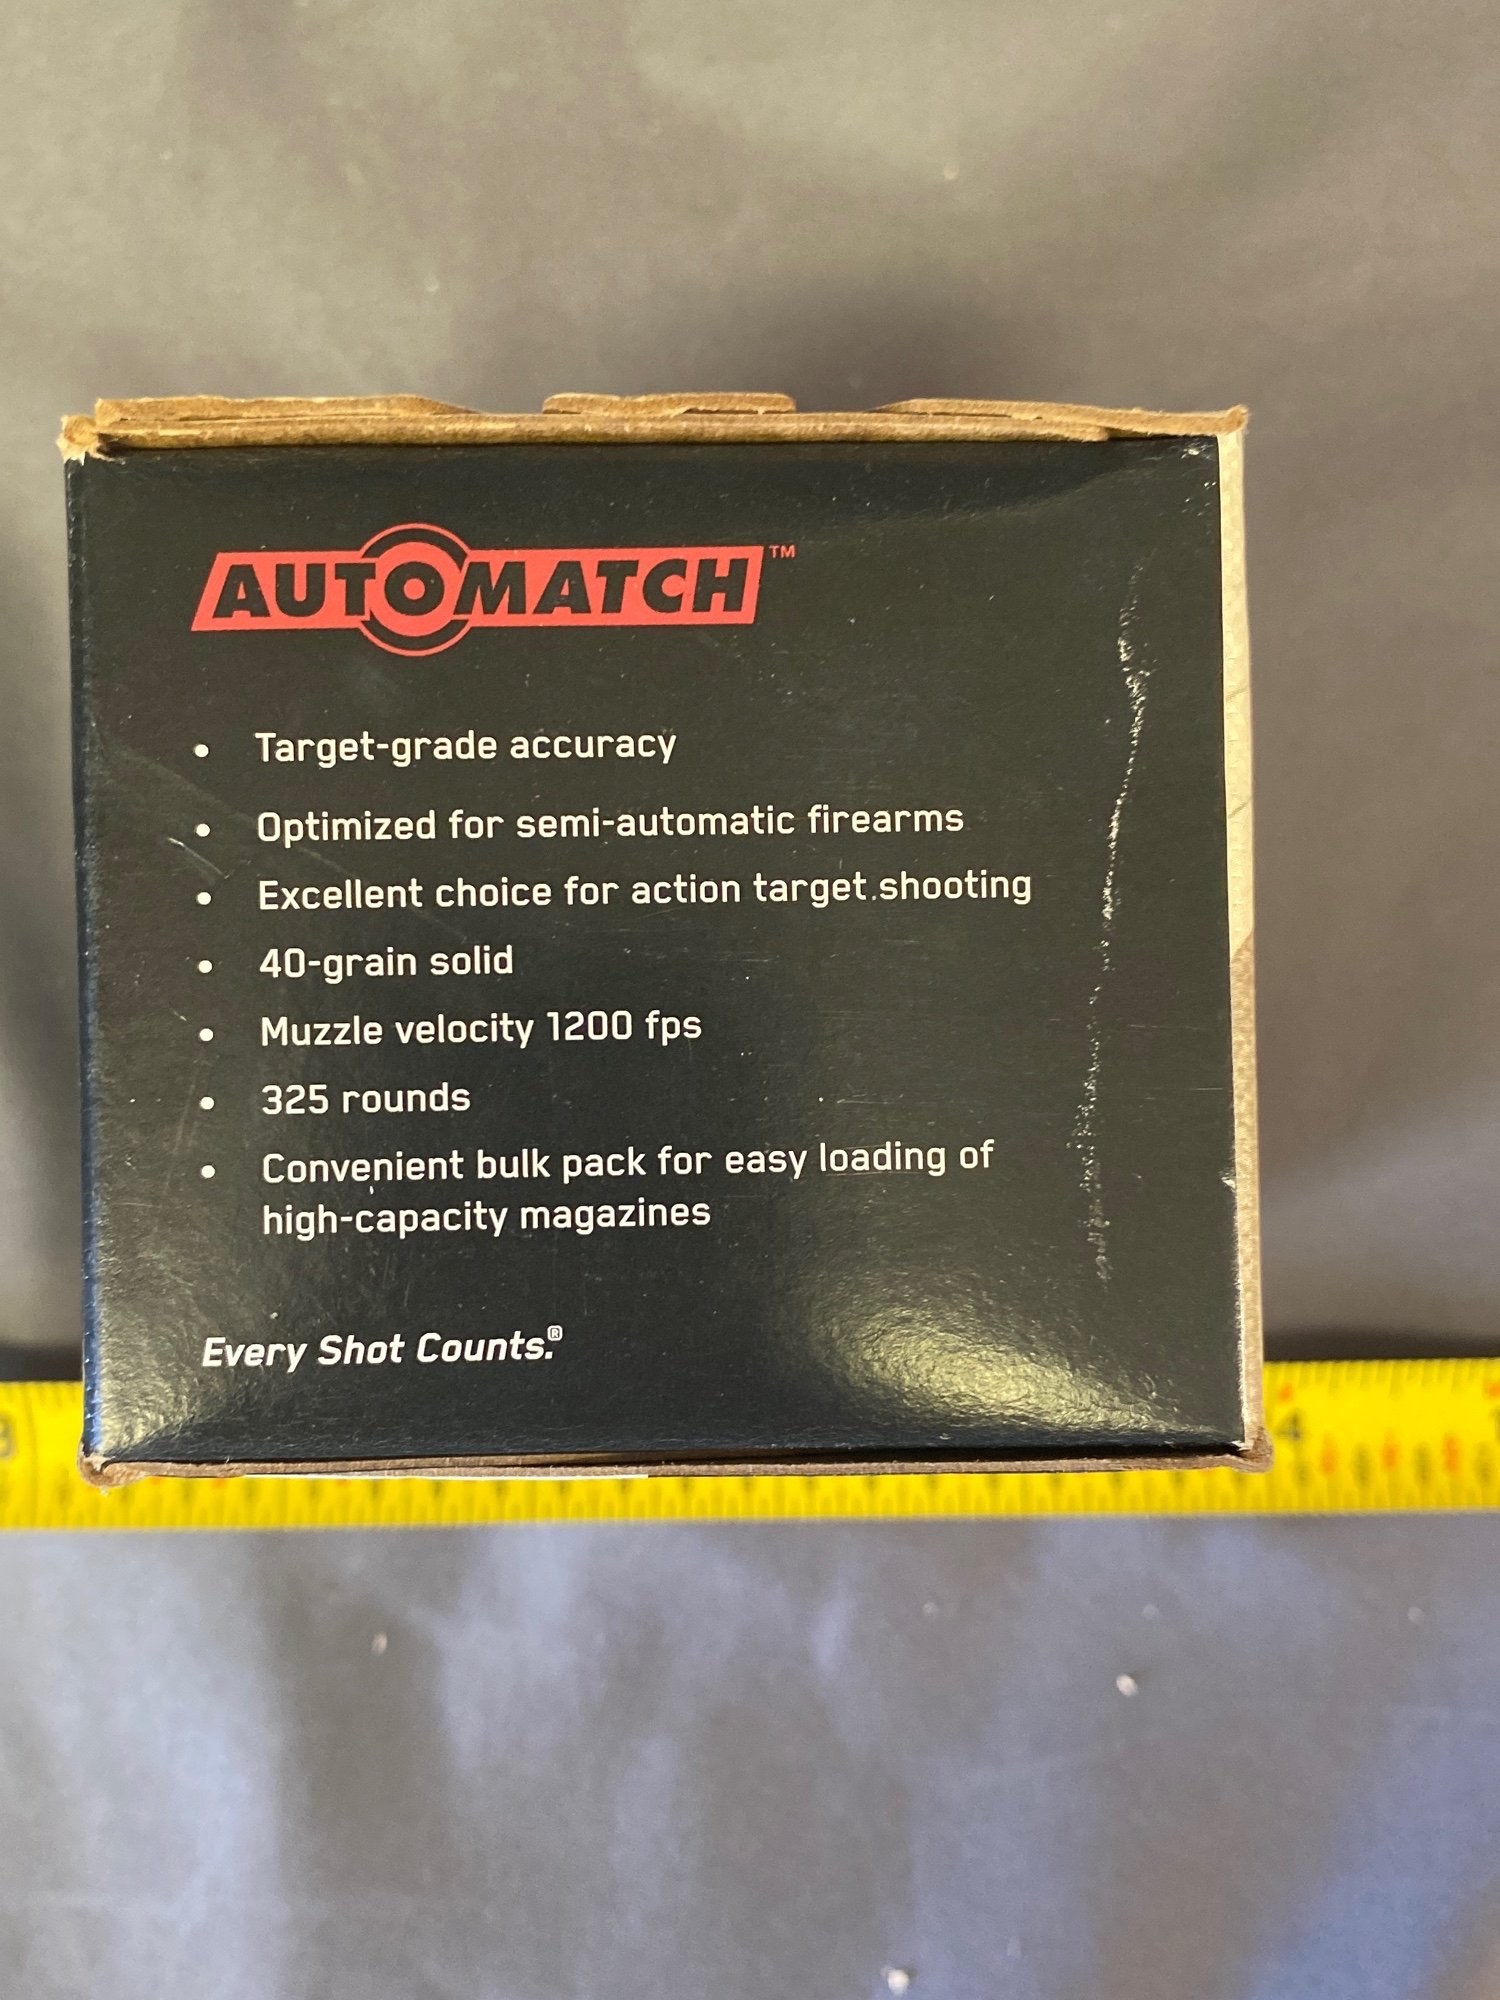 AUTOMATCH™
• Target-grade accuracy
• Optimized for semi-automatic firearms
• Excellent choice for action target shooting
• 40-grain solid
• Muzzle velocity 1200 fps
• 325 rounds
• Convenient bulk pack for easy loading of
high-capacity magazines
Every Shot Counts.®
4